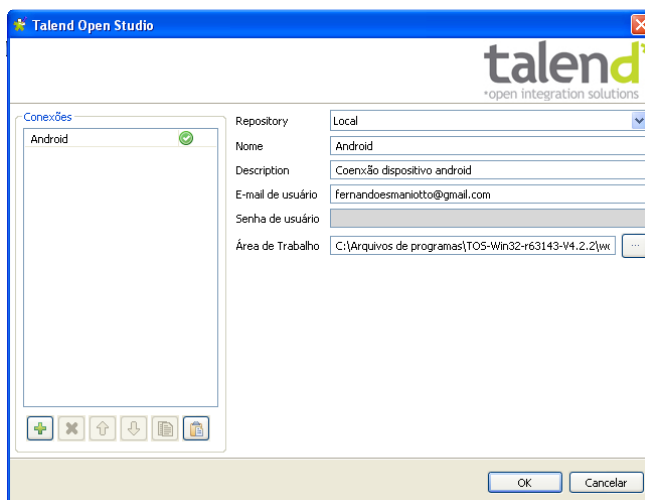 Talend Open Studio
talend*
•open integration solutions
Conexões
Android
Repository Local
Nome Android
Description Coenxão dispositivo android
E-mail de usuário fernandoesmaniotto@gmail.com
Senha de usuário
Área de Trabalho C:\Arquivos de programas\TOS-Win32-r63143-V4.2.2\ ...
OK Cancelar